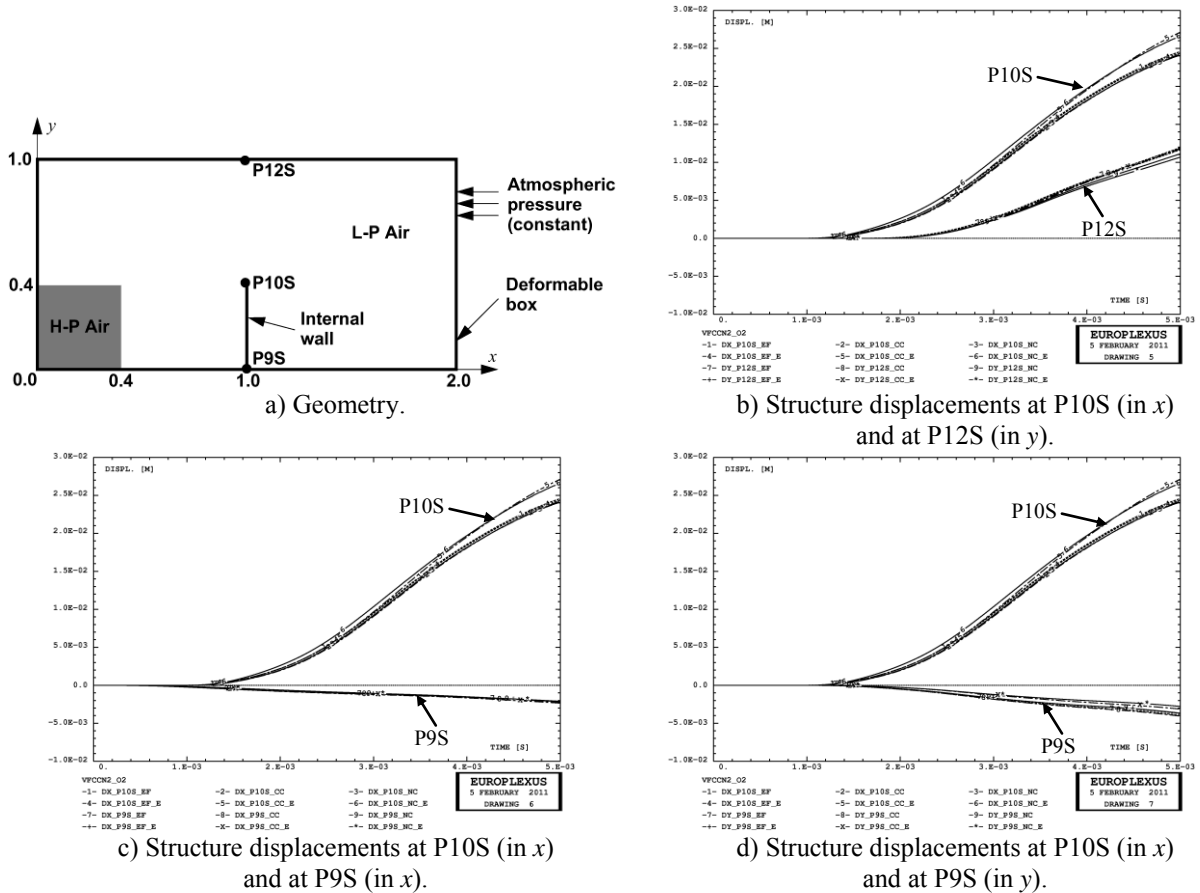 y
1.0
P12S
Atmospheric
pressure
(constant)
L-P Air
P10S
0.4
Deformable
box
H-P Air
Internal
wall
P9S
x
0.0
0.4
1.0
2.0
a) Geometry.
3.0E-02
DISPL. [M]
2.5E-02
P10S
2.0E-02
1.5E-02
1.0E-02
5.0E-03
P12S
0.0
-5.0E-03
TIME [S]
-1.0E-02
0.0 1.E-03 2.E-03 3.E-03 4.E-03 5.E-03
VFCCN2_O2
-1- DX_P10S_EF -2- DX_P10S_CC -3- DX_P10S_NC
-4- DX_P10S_EF_E -5- DX_P10S_CC_E -6- DX_P10S_NC_E
-7- DY_P12S_EF -8- DY_P12S_CC -9- DY_P12S_NC
-+- DY_P12S_EF_E -X- DY_P12S_CC_E -*- DY_P12S_NC_E
EUROPLEXUS
5 FEBRUARY 2011
DRAWING 5
b) Structure displacements at P10S (in x)
and at P12S (in y).
3.0E-02
DISPL. [M]
2.5E-02
P10S
2.0E-02
1.5E-02
1.0E-02
5.0E-03
0.0
P9S
-5.0E-03
TIME [S]
-1.0E-02
0.0 1.E-03 2.E-03 3.E-03 4.E-03 5.E-03
VFCCN2_O2
-1- DX_P10S_EF -2- DX_P10S_CC -3- DX_P10S_NC
-4- DX_P10S_EF_E -5- DX_P10S_CC_E -6- DX_P10S_NC_E
-7- DX_P9S_EF -8- DX_P9S_CC -9- DX_P9S_NC
-+- DX_P9S_EF_E -X- DX_P9S_CC_E -*- DX_P9S_NC_E
EUROPLEXUS
5 FEBRUARY 2011
DRAWING 6
c) Structure displacements at P10S (in x)
and at P9S (in x).
3.0E-02
DISPL. [M]
2.5E-02
P10S
2.0E-02
1.5E-02
1.0E-02
5.0E-03
0.0
P9S
-5.0E-03
TIME [S]
-1.0E-02
0.0 1.E-03 2.E-03 3.E-03 4.E-03 5.E-03
VFCCN2_O2
-1- DX_P10S_EF -2- DX_P10S_CC -3- DX_P10S_NC
-4- DX_P10S_EF_E -5- DX_P10S_CC_E -6- DX_P10S_NC_E
-7- DY_P9S_EF -8- DY_P9S_CC -9- DY_P9S_NC
-+- DY_P9S_EF_E -X- DY_P9S_CC_E -*- DY_P9S_NC_E
EUROPLEXUS
5 FEBRUARY 2011
DRAWING 7
d) Structure displacements at P10S (in x)
and at P9S (in y).